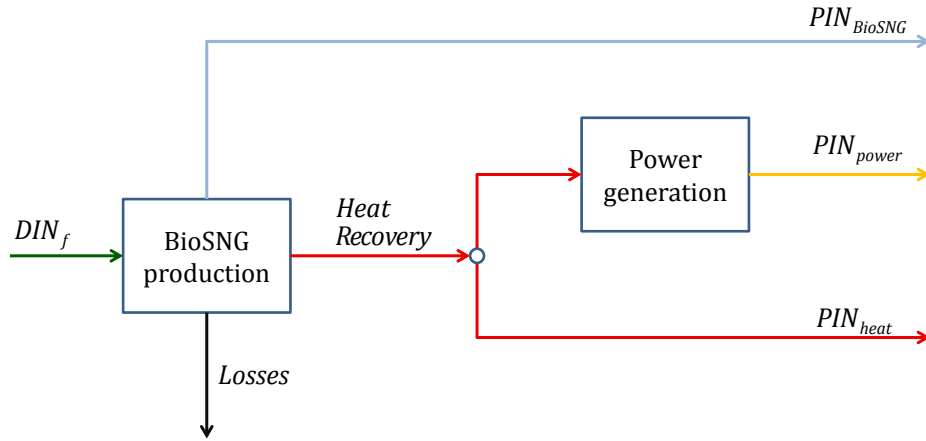 PIN_BioSNG
Power
generation
PIN_power
DIN_f
BioSNG
production
Heat
Recovery
PIN_heat
Losses